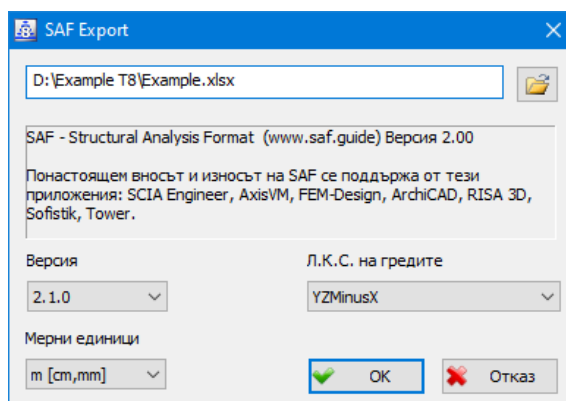 SAF Export
D:\Example T8\Example.xlsx
SAF - Structural Analysis Format (www.saf.guide) Версия 2.00
Понастоящем вносът и износът на SAF се поддържа от тези
приложения: SCIA Engineer, AxisVM, FEM-Design, ArchiCAD, RISA 3D,
Sofistik, Tower.
Версия
Л.К.С. на гредите
2.1.0
YZMinusX
Мерни единици
m [cm,mm]
OK
Отказ